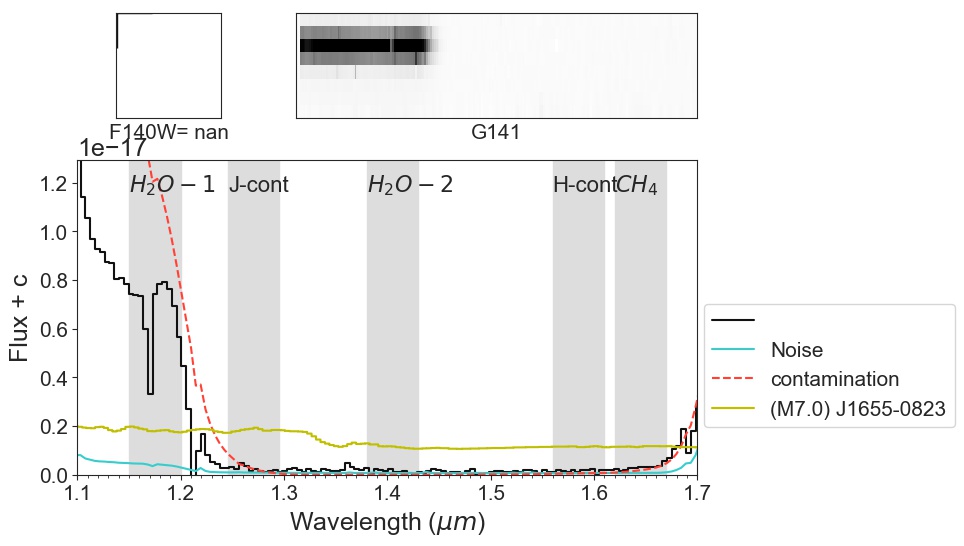 F140W= nan
G141
1e−17
H₂O − 1 J-cont H₂O − 2 H-cont CH₄
1.2
1.0
0.8
0.6
0.4
0.2
0.0
Flux + c
1.1 1.2 1.3 1.4 1.5 1.6 1.7
Wavelength (μm)
Noise
contamination
(M7.0) J1655-0823